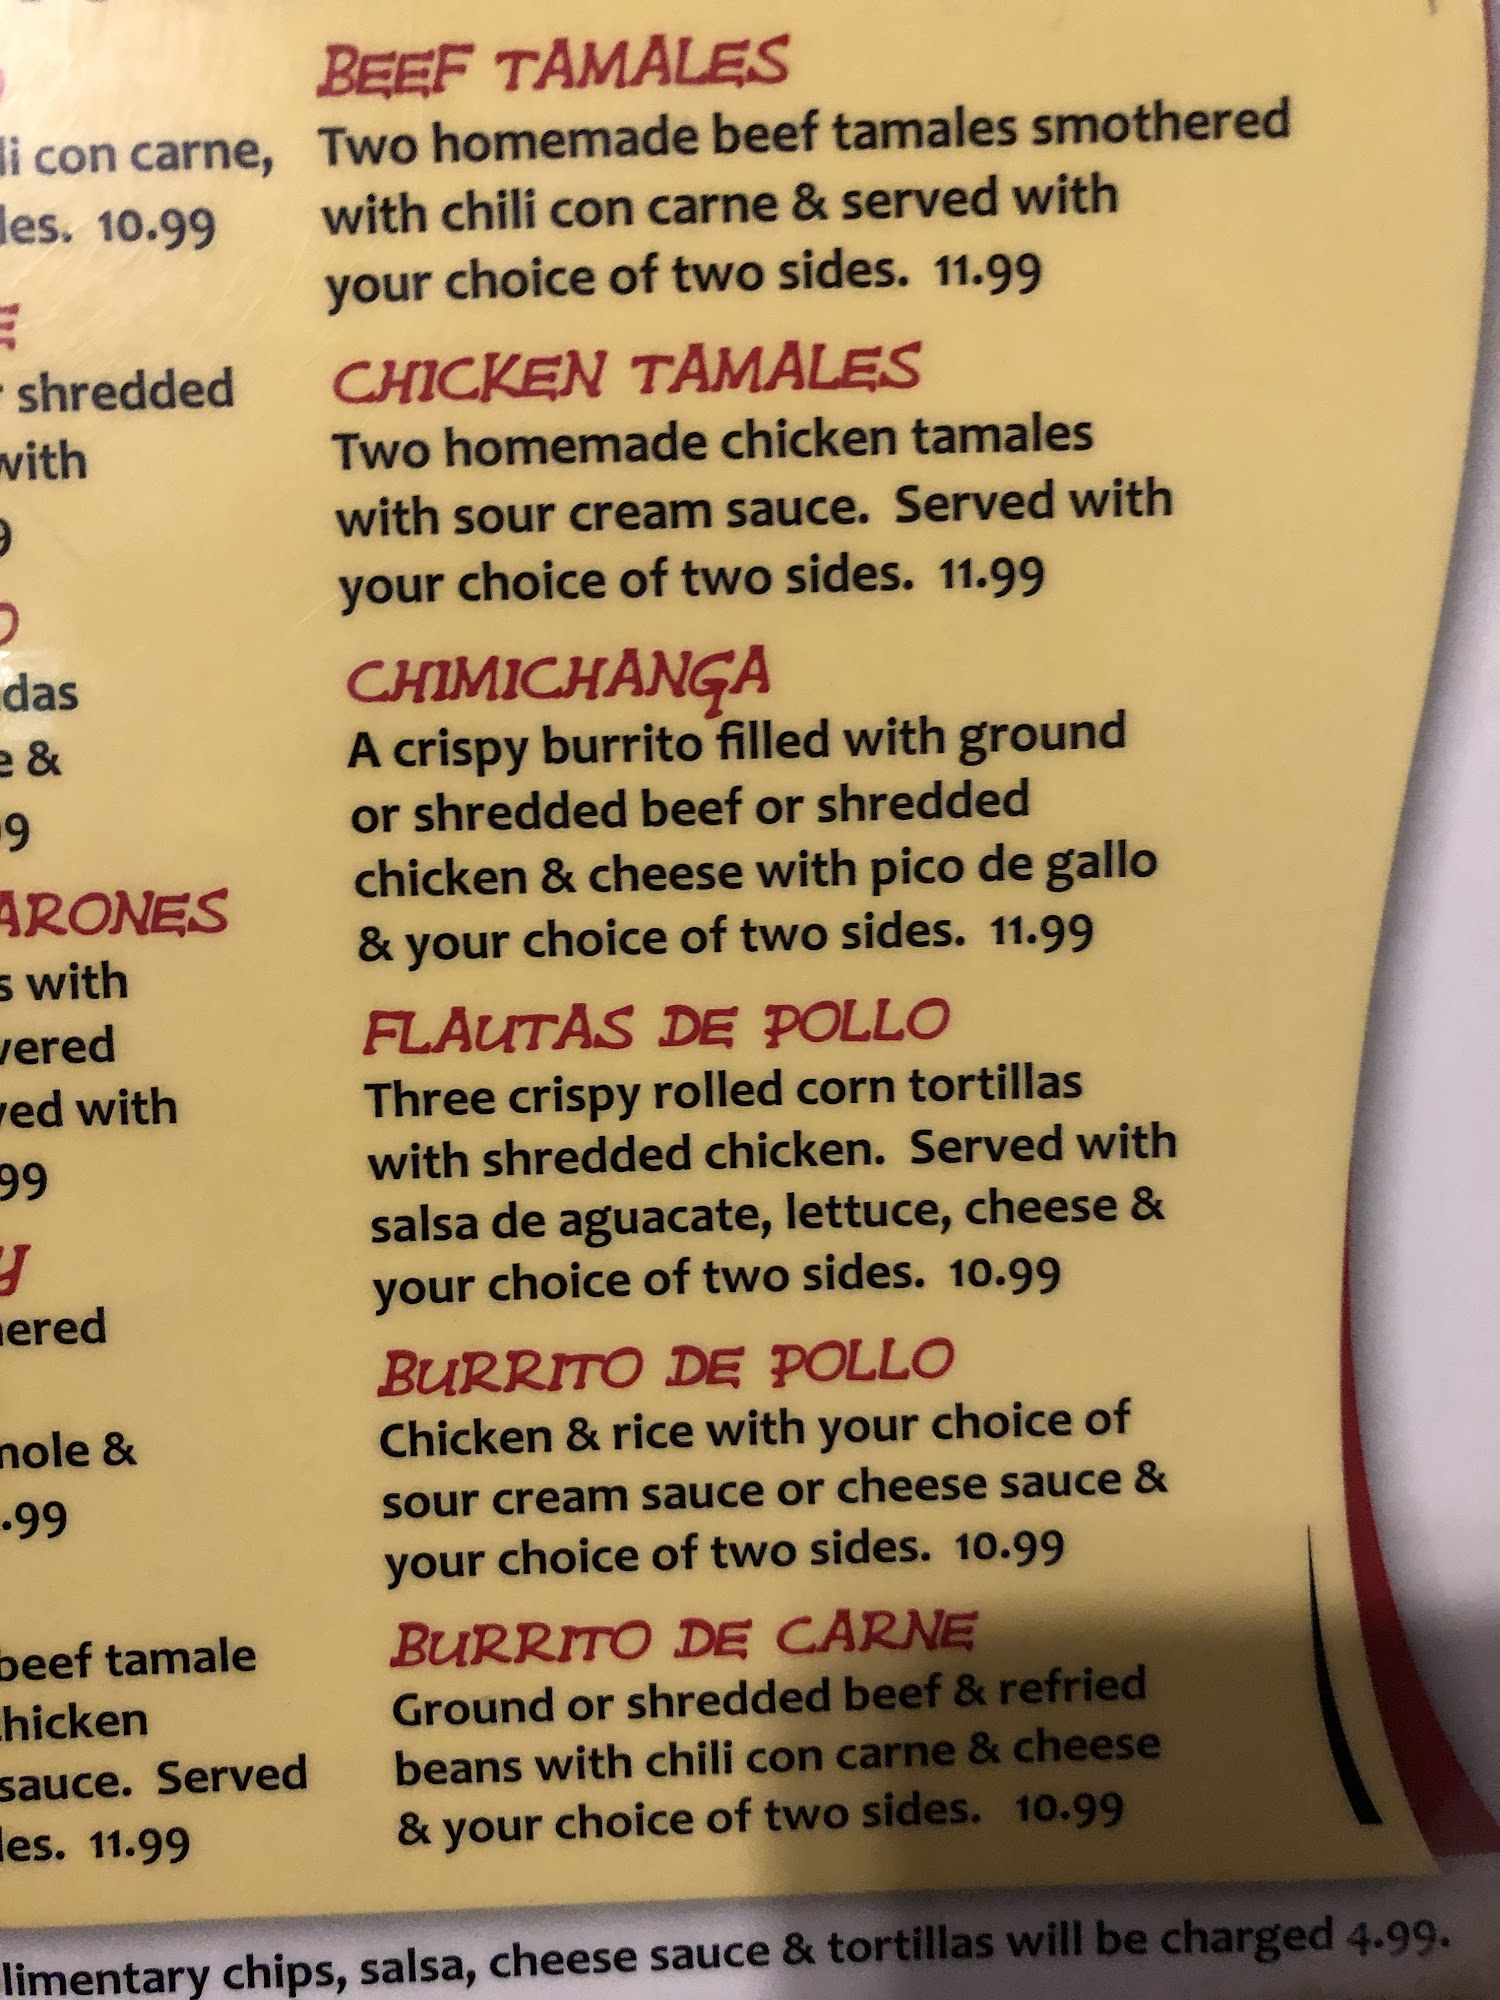 li con carne,
les. 10.99
shredded
with
9
das
e &
99
ARONES
s with
vered
ved with
99
Y
hered
mole &
.99
beef tamale
chicken
sauce. Served
les. 11.99
BEEF TAMALES
Two homemade beef tamales smothered
with chili con carne & served with
your choice of two sides. 11.99
CHICKEN TAMALES
Two homemade chicken tamales
with sour cream sauce. Served with
your choice of two sides. 11.99
CHIMICHANGA
A crispy burrito filled with ground
or shredded beef or shredded
chicken & cheese with pico de gallo
& your choice of two sides. 11.99
FLAUTAS DE POLLO
Three crispy rolled corn tortillas
with shredded chicken. Served with
salsa de aguacate, lettuce, cheese &
your choice of two sides. 10.99
BURRITO DE POLLO
Chicken & rice with your choice of
sour cream sauce or cheese sauce &
your choice of two sides. 10.99
BURRITO DE CARNE
Ground or shredded beef & refried
beans with chili con carne & cheese
& your choice of two sides. 10.99
limentary chips, salsa, cheese sauce & tortillas will be charged 4.99.